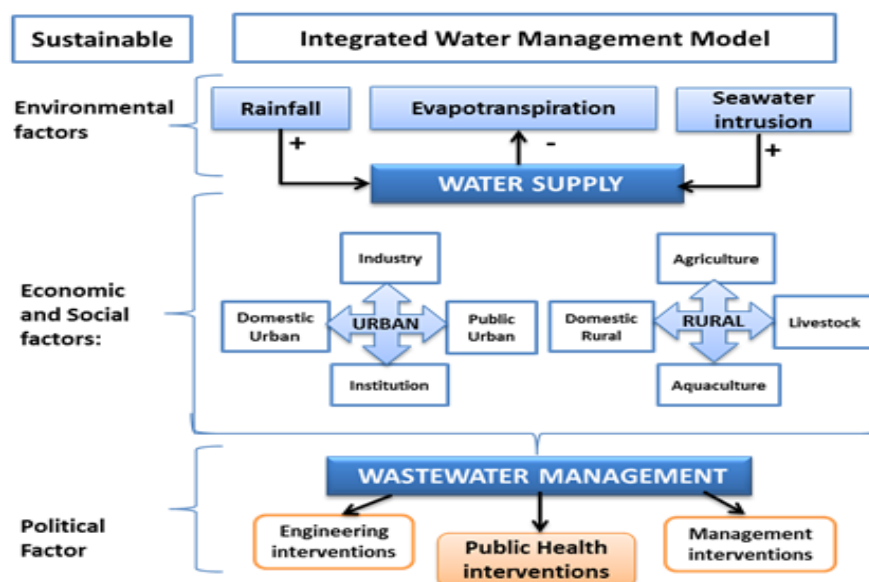 Sustainable
Integrated Water Management Model
Environmental
factors
Rainfall
Evapotranspiration
Seawater
intrusion
+
-
+
WATER SUPPLY
Economic
and Social
factors:
Industry
Domestic
Urban
URBAN
Public
Urban
Institution
Agriculture
Domestic
Rural
RURAL
Livestock
Aquaculture
Political
Factor
WASTEWATER MANAGEMENT
Engineering
interventions
Public Health
interventions
Management
interventions